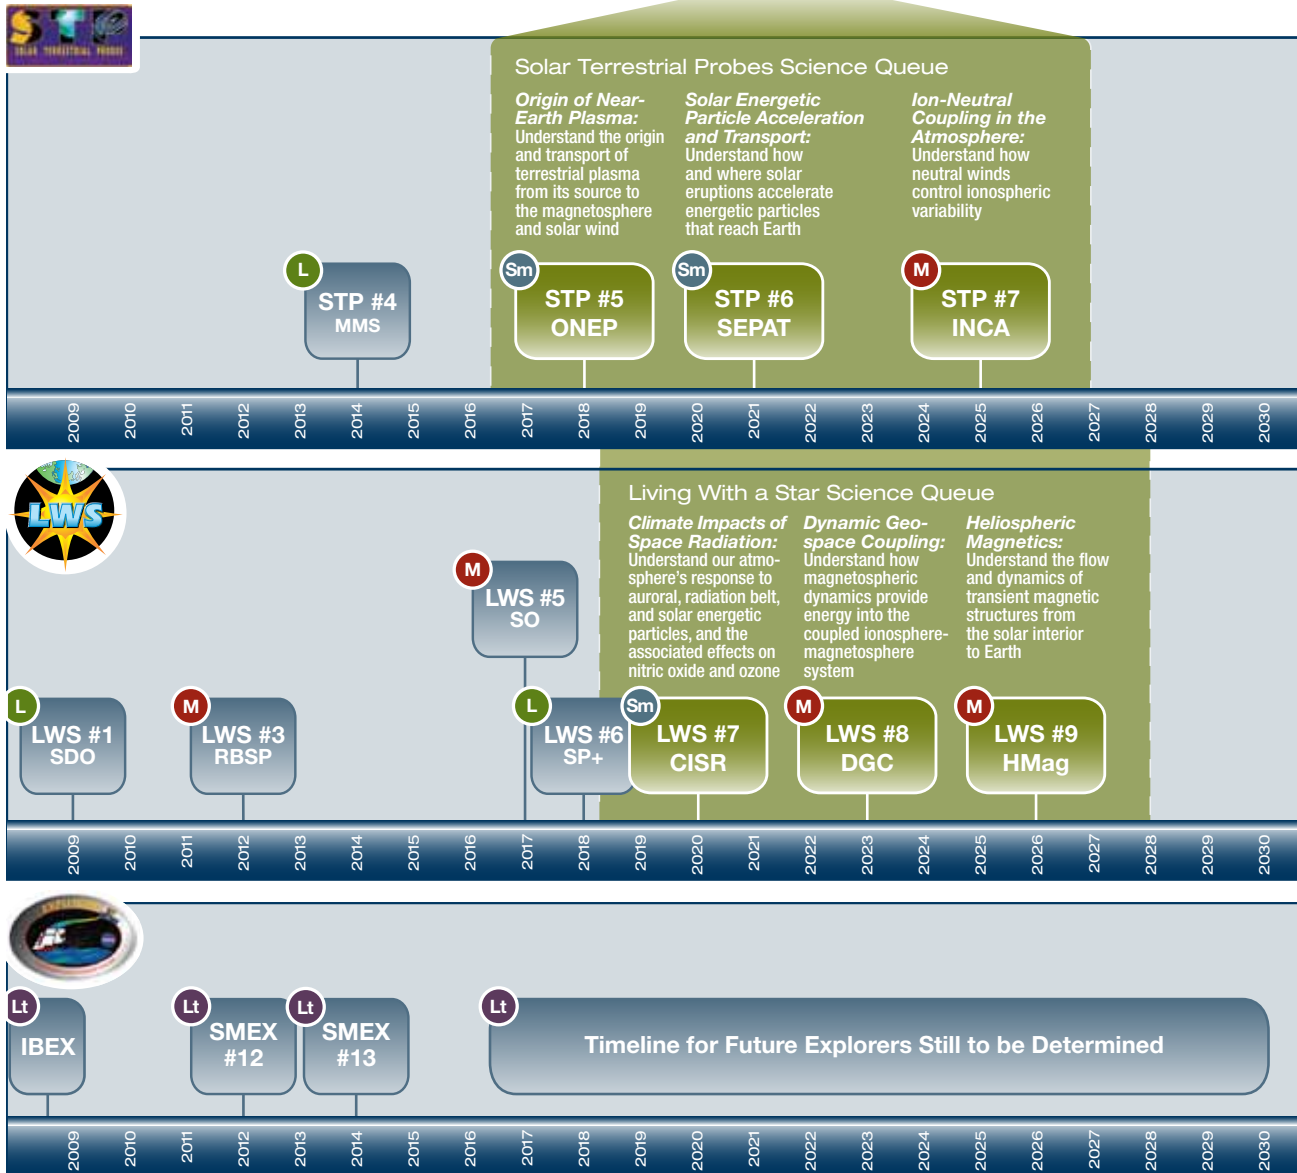 STP
SOLAR TERRESTRIAL PROBES
Solar Terrestrial Probes Science Queue
Origin of Near-
Earth Plasma:
Understand the origin
and transport of
terrestrial plasma
from its source to
the magnetosphere
and solar wind
Solar Energetic
Particle Acceleration
and Transport:
Understand how
and where solar
eruptions accelerate
energetic particles
that reach Earth
Ion-Neutral
Coupling in the
Atmosphere:
Understand how
neutral winds
control ionospheric
variability
L
STP #4
MMS
Sm
STP #5
ONEP
Sm
STP #6
SEPAT
M
STP #7
INCA
2009 2010 2011 2012 2013 2014 2015 2016 2017 2018 2019 2020 2021 2022 2023 2024 2025 2026 2027 2028 2029 2030
LWS
Living With a Star Science Queue
Climate Impacts of
Space Radiation:
Understand our atmo-
sphere's response to
auroral, radiation belt,
and solar energetic
particles, and the
associated effects on
nitric oxide and ozone
Dynamic Geo-
space Coupling:
Understand how
magnetospheric
dynamics provide
energy into the
coupled ionosphere-
magnetosphere
system
Heliospheric
Magnetics:
Understand the flow
and dynamics of
transient magnetic
structures from
the solar interior
to Earth
M
LWS #5
SO
L
LWS #1
SDO
M
LWS #3
RBSP
L
LWS #6
SP+
Sm
LWS #7
CISR
M
LWS #8
DGC
M
LWS #9
HMag
2009 2010 2011 2012 2013 2014 2015 2016 2017 2018 2019 2020 2021 2022 2023 2024 2025 2026 2027 2028 2029 2030
Lt
IBEX
Lt
SMEX
#12
Lt
SMEX
#13
Lt
Timeline for Future Explorers Still to be Determined
2009 2010 2011 2012 2013 2014 2015 2016 2017 2018 2019 2020 2021 2022 2023 2024 2025 2026 2027 2028 2029 2030